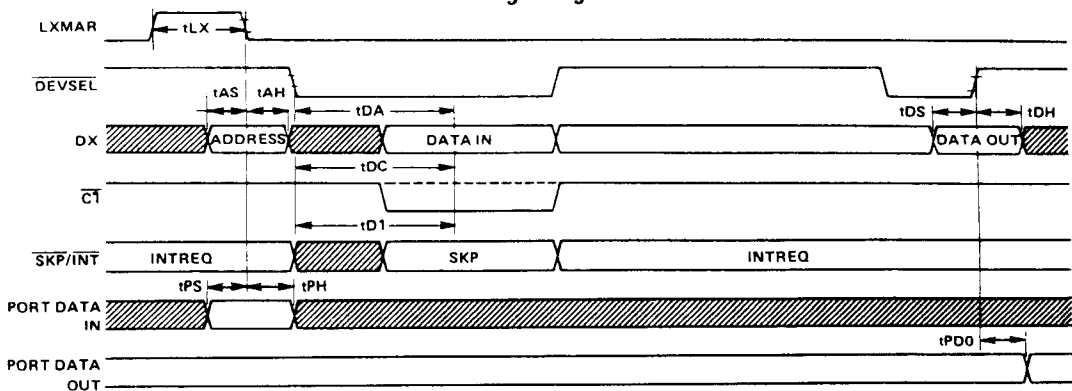 LXMAR
tLX
DEVSEL
tAS
tAH
tDA
tDS
tDH
DX
ADDRESS
DATA IN
DATA OUT
tDC
C1
tD1
SKP/INT
INTREQ
SKP
INTREQ
tPS
tPH
PORT DATA
IN
tPD0
PORT DATA
OUT